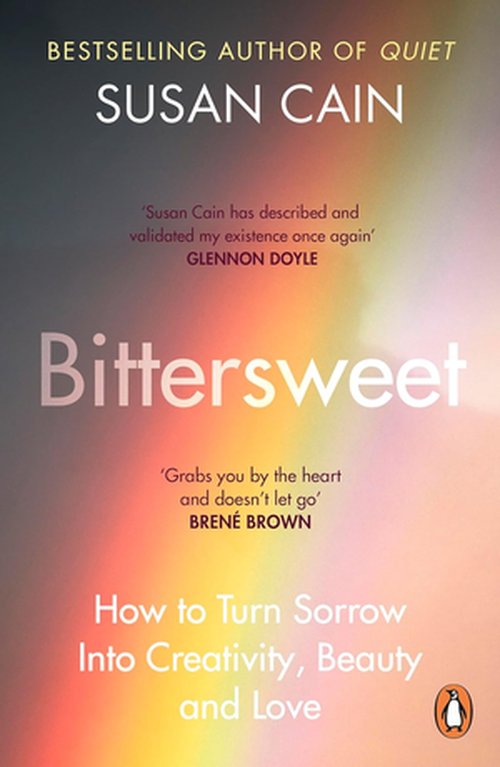 BESTSELLING AUTHOR OF QUIET
SUSAN CAIN
‘Susan Cain has described and
validated my existence once again’
GLENNON DOYLE
Bittersweet
‘Grabs you by the heart
and doesn’t let go’
BRENÉ BROWN
How to Turn Sorrow
Into Creativity, Beauty
and Love